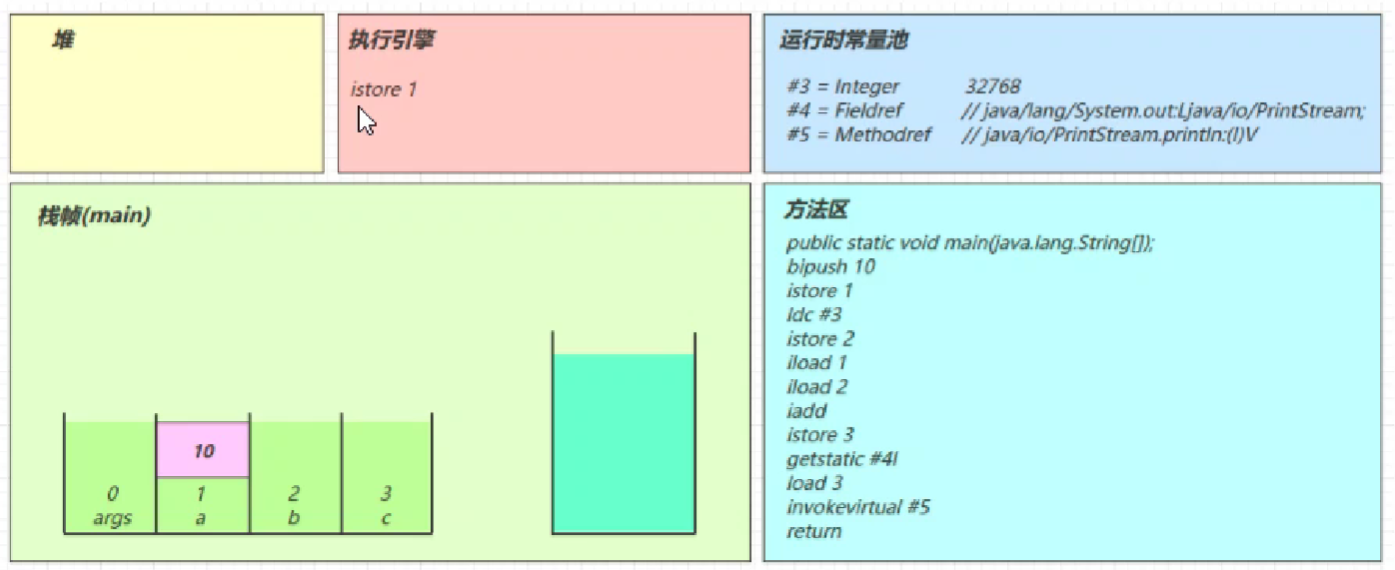 堆
执行引擎
istore 1
运行时常量池
#3 = Integer 32768
#4 = Fieldref // java/lang/System.out:Ljava/io/PrintStream;
#5 = Methodref // java/io/PrintStream.println:(I)V
栈帧(main)
10
0 1 2 3
args a b c
方法区
public static void main(java.lang.String[]);
bipush 10
istore 1
ldc #3
istore 2
iload 1
iload 2
iadd
istore 3
getstatic #4I
load 3
invokevirtual #5
return